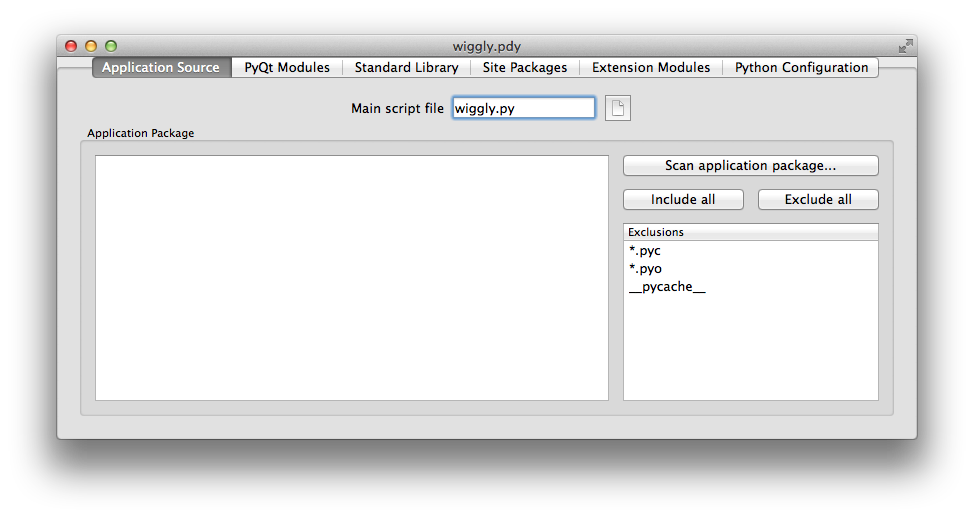 wiggly.pdy
Application Source PyQt Modules Standard Library Site Packages Extension Modules Python Configuration
Main script file wiggly.py
Application Package
Scan application package...
Include all Exclude all
Exclusions
*.pyc
*.pyo
__pycache__